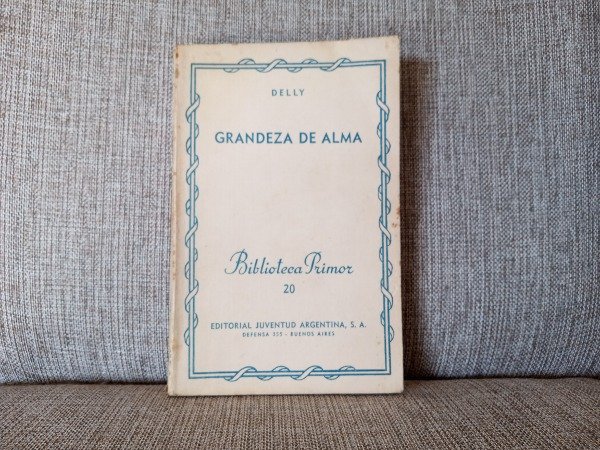 DELLY
GRANDEZA DE ALMA
Biblioteca Primor
20
EDITORIAL JUVENTUD ARGENTINA, S. A.
DEFENSA 355 - BUENOS AIRES